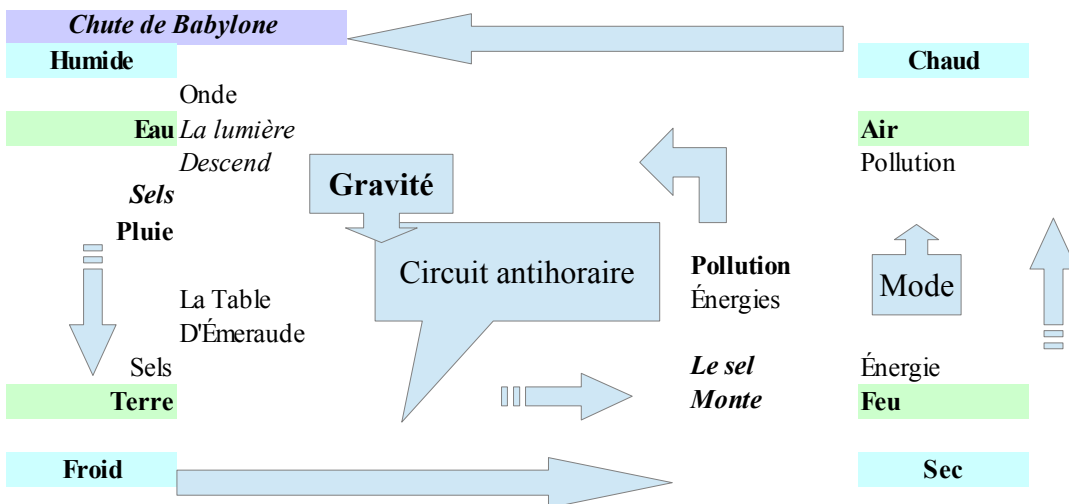 Chute de Babylone
Humide
Chaud
Onde
Eau
La lumière
Air
Descend
Pollution
Gravité
Sels
Pluie
Circuit antihoraire
Pollution
Énergies
Mode
La Table
D'Émeraude
Sels
Le sel
Énergie
Terre
Monte
Feu
Froid
Sec